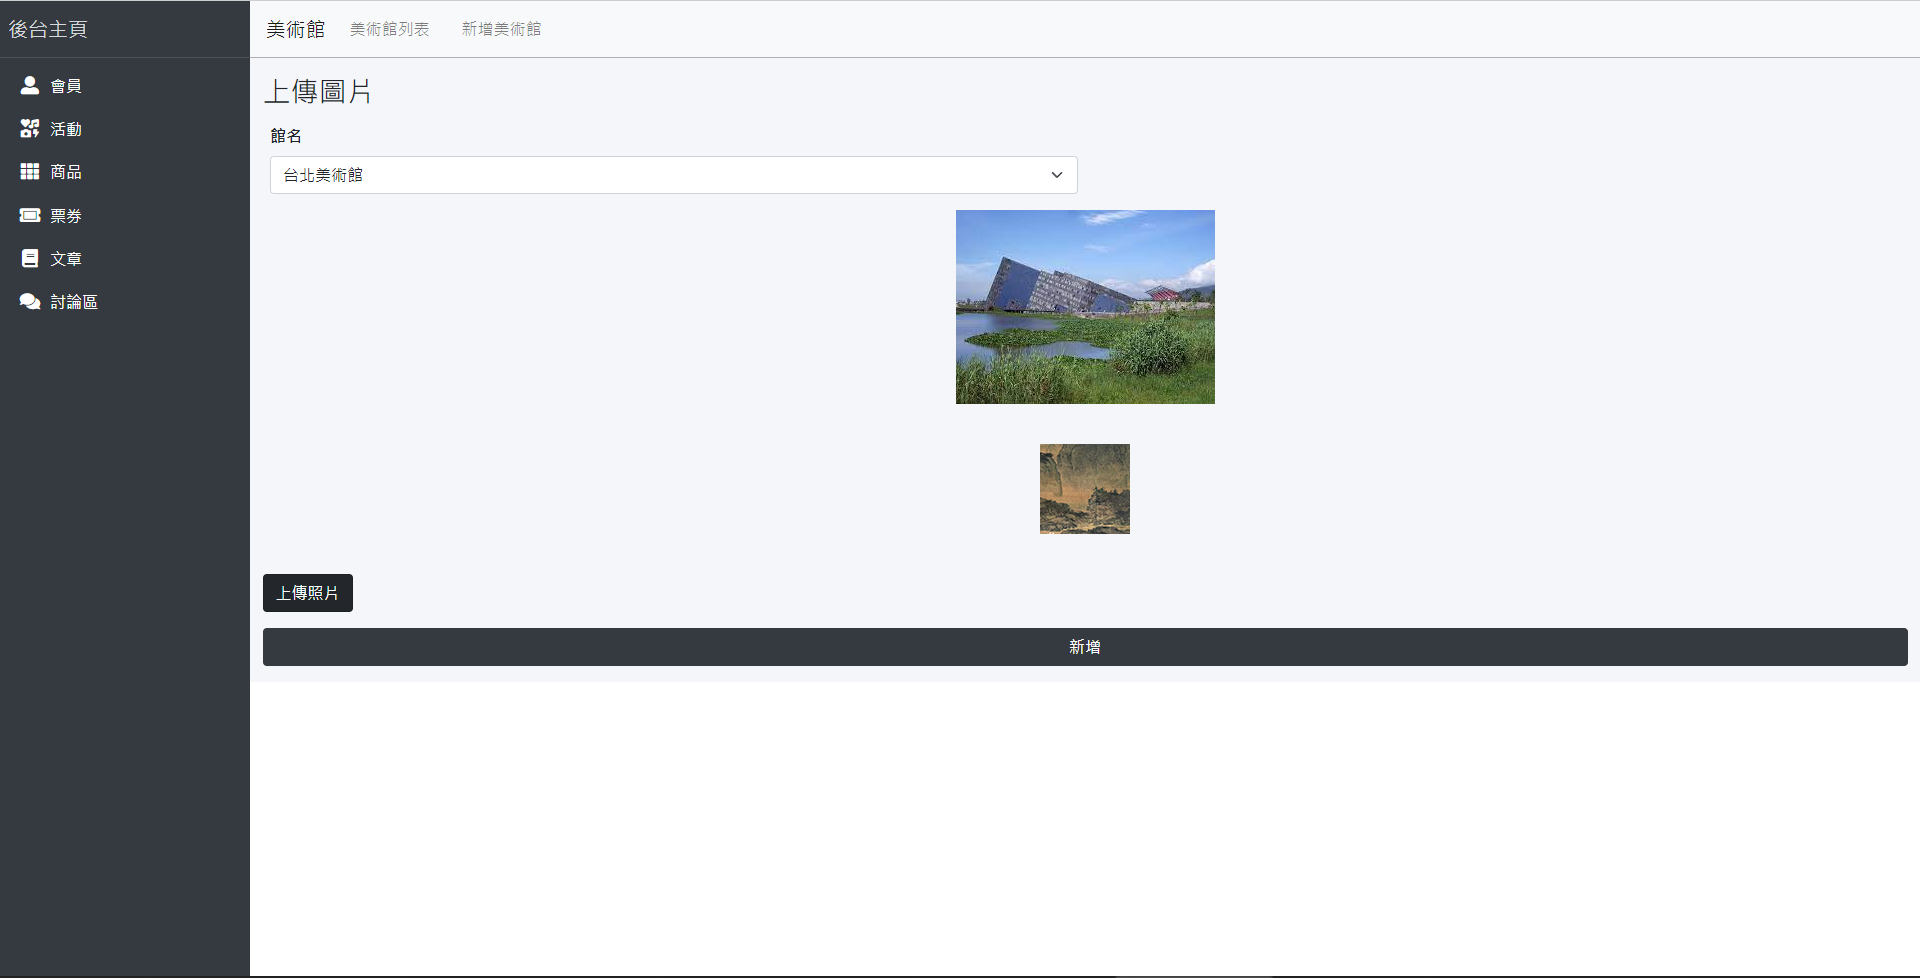 後台主頁
會員
活動
商品
票券
文章
討論區
美術館 美術館列表 新增美術館
上傳圖片
館名
台北美術館
上傳照片
新增